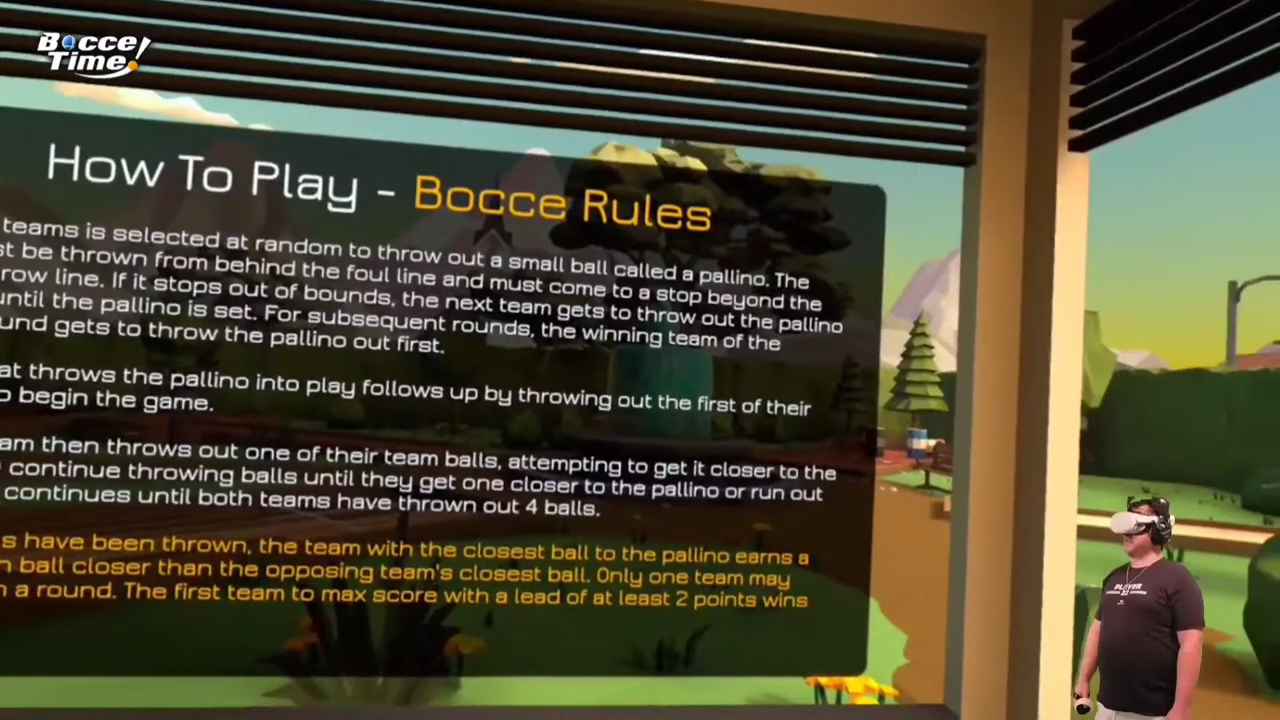 Bocce
Time!
How To Play - Bocce Rules
teams is selected at random to throw out a small ball called a pallino. The
be thrown from behind the foul line and must come to a stop beyond the
line. If it stops out of bounds, the next team gets to throw out the pallino
until the pallino is set. For subsequent rounds, the winning team of the
gets to throw the pallino out first.
throws the pallino into play follows up by throwing out the first of their
begin the game.
then throws out one of their team balls, attempting to get it closer to the
continue throwing balls until they get one closer to the pallino or run out
continues until both teams have thrown out 4 balls.
have been thrown, the team with the closest ball to the pallino earns a
ball closer than the opposing team's closest ball. Only one team may
a round. The first team to max score with a lead of at least 2 points wins
PLAYER